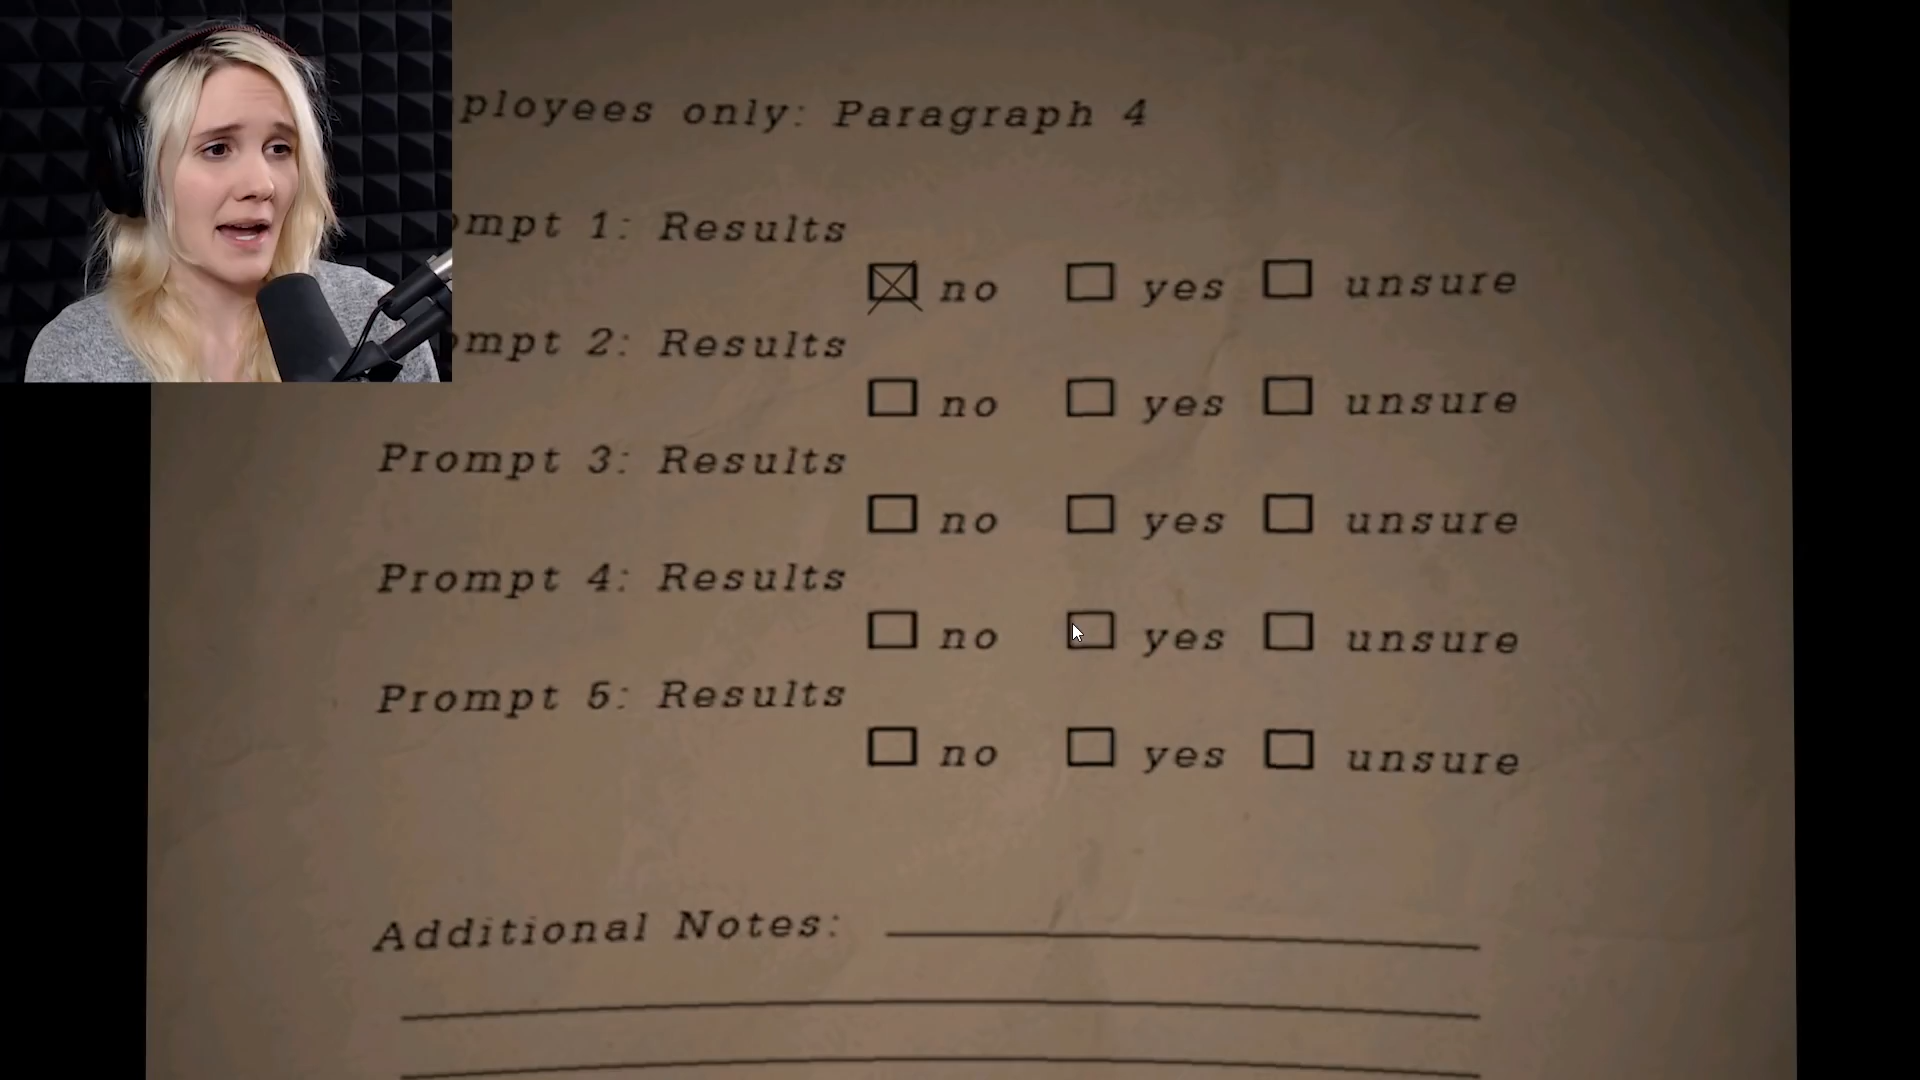 ployees only: Paragraph 4
mpt 1: Results
no yes unsure
mpt 2: Results
no yes unsure
Prompt 3: Results
no yes unsure
Prompt 4: Results
no yes unsure
Prompt 5: Results
no yes unsure
Additional Notes: